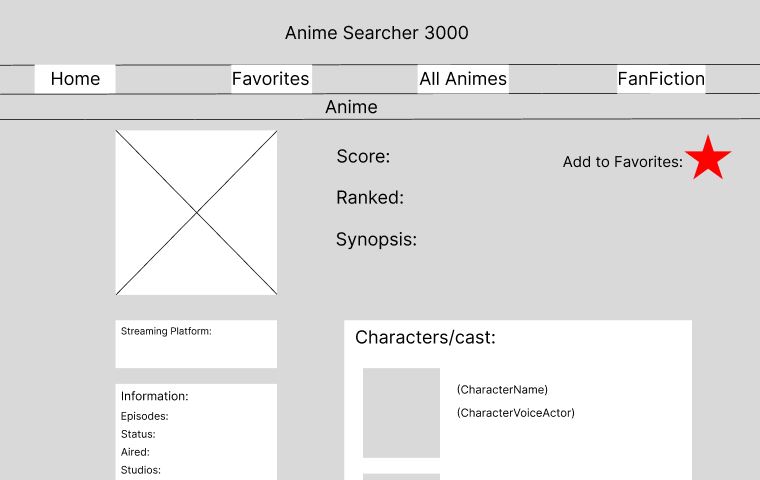 Anime Searcher 3000
Home Favorites All Animes FanFiction
Anime
Score:
Add to Favorites:
Ranked:
Synopsis:
Streaming Platform:
Information:
Episodes:
Status:
Aired:
Studios:
Characters/cast:
(CharacterName)
(CharacterVoiceActor)